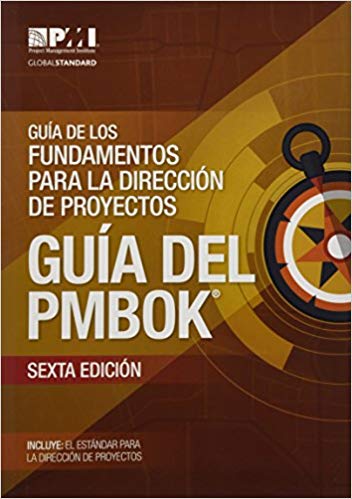 PMI
Project Management Institute
GLOBALSTANDARD
GUÍA DE LOS
FUNDAMENTOS
PARA LA DIRECCIÓN
DE PROYECTOS
GUÍA DEL
PMBOK®
SEXTA EDICIÓN
INCLUYE: EL ESTÁNDAR PARA
LA DIRECCIÓN DE PROYECTOS